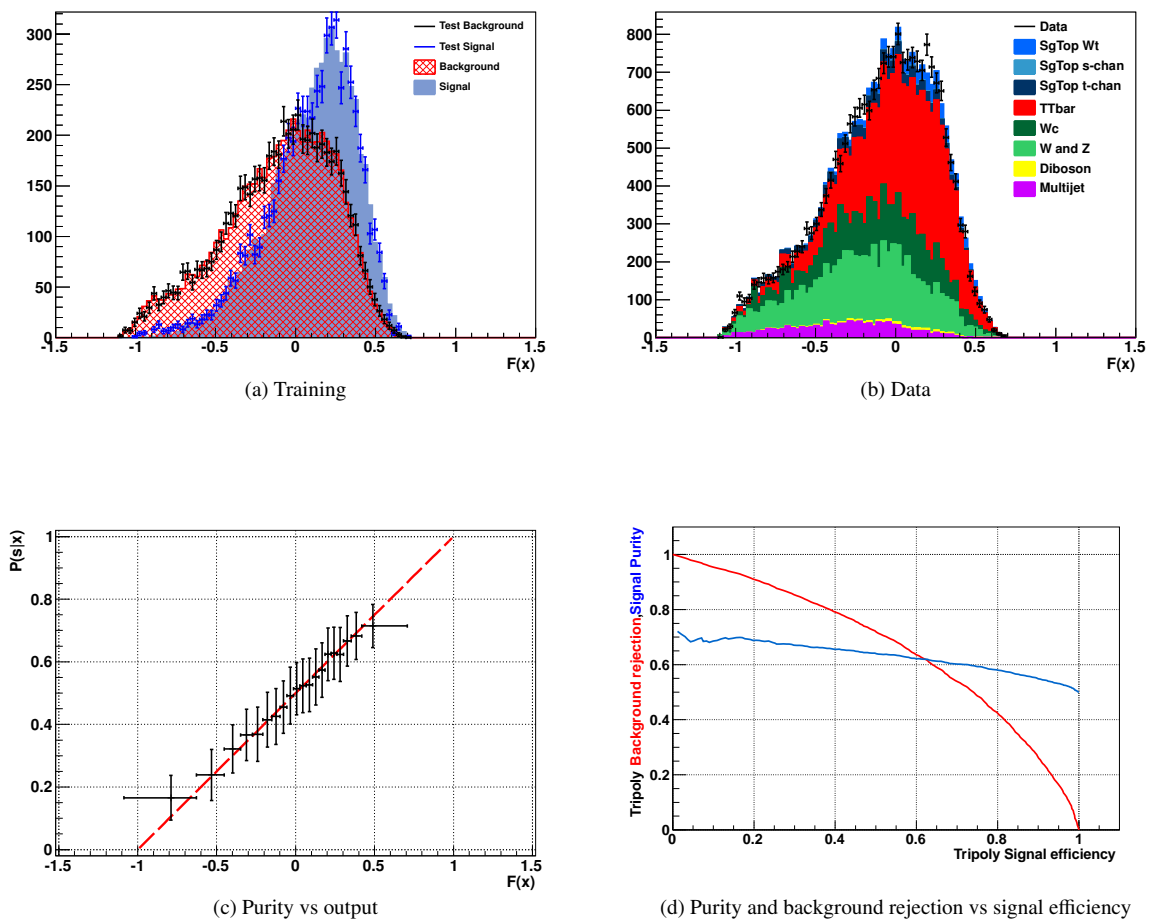 300
250
200
150
100
50
0
-1.5
-1
-0.5
0
0.5
1
1.5
F(x)
Test Background
Test Signal
Background
Signal
(a) Training
800
700
600
500
400
300
200
100
0
-1.5
-1
-0.5
0
0.5
1
1.5
F(x)
Data
SgTop Wt
SgTop s-chan
SgTop t-chan
TTbar
Wc
W and Z
Diboson
Multijet
(b) Data
P(s|x)
1
0.8
0.6
0.4
0.2
0
-1.5
-1
-0.5
0
0.5
1
1.5
F(x)
(c) Purity vs output
Tripoly Background rejection,Signal Purity
1
0.8
0.6
0.4
0.2
0
0
0.2
0.4
0.6
0.8
1
Tripoly Signal efficiency
(d) Purity and background rejection vs signal efficiency